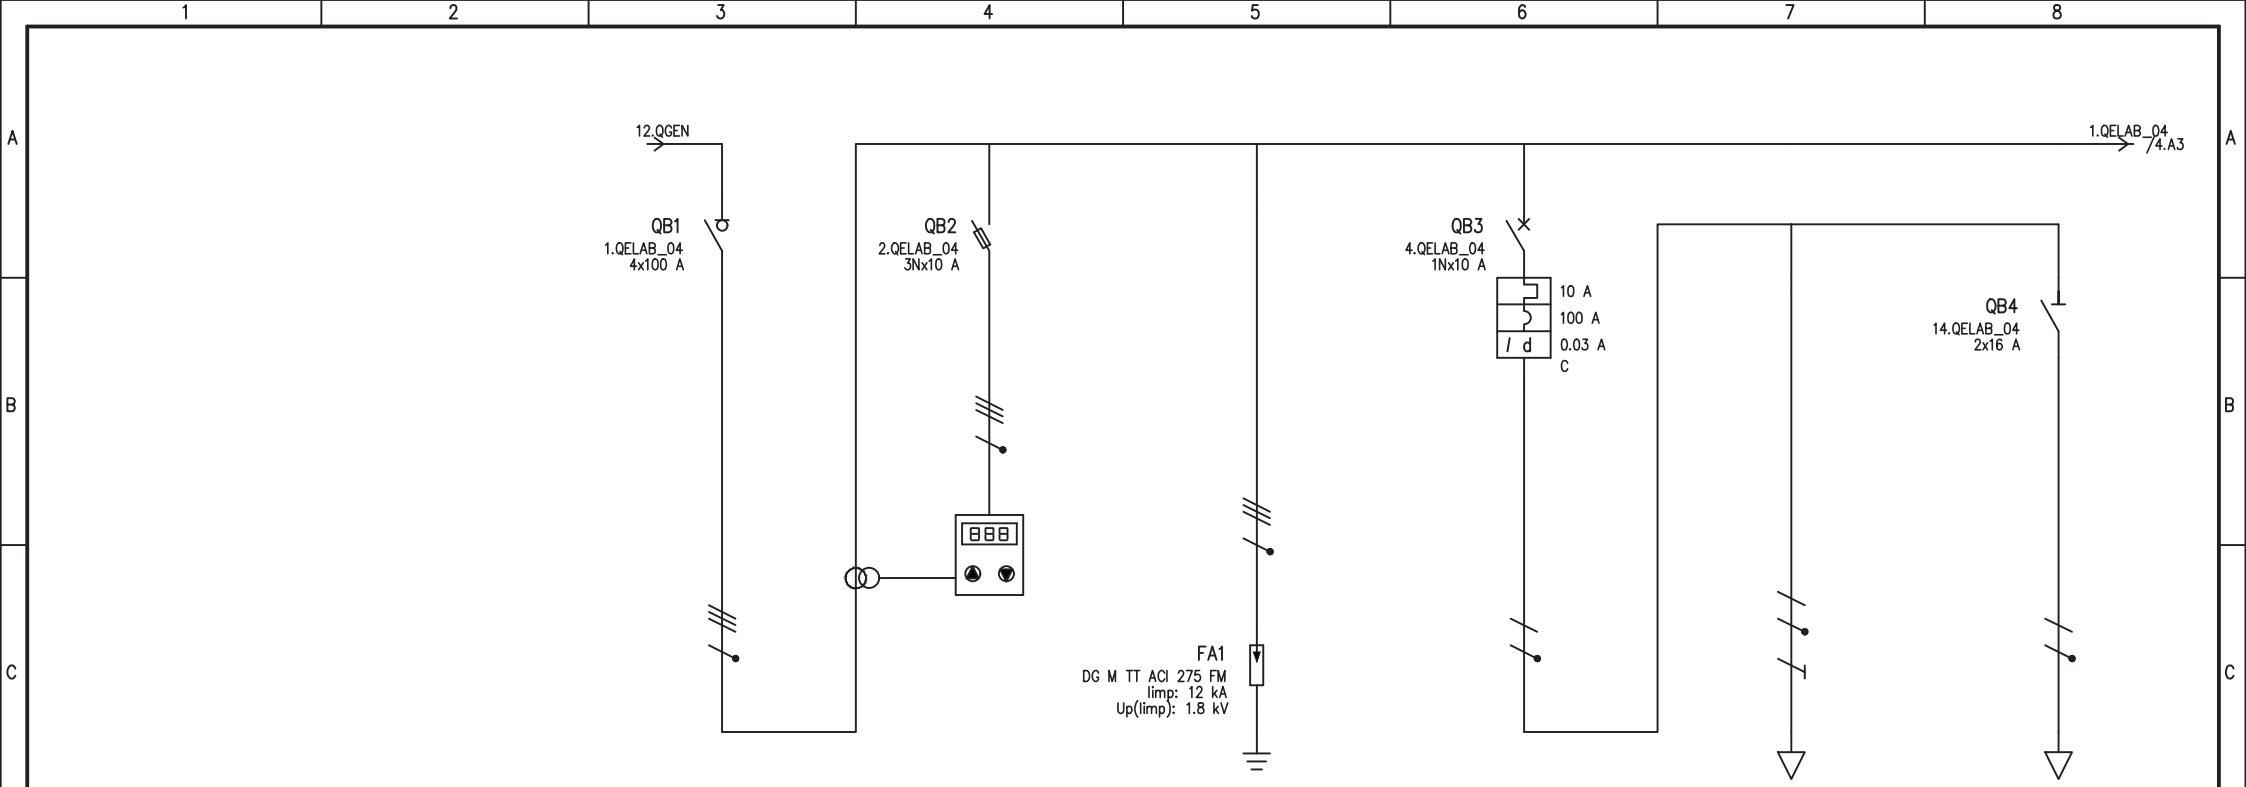 1 2 3 4 5 6 7 8
A A
12.QGEN
1.QELAB_04
/4.A3
QB1
1.QELAB_04
4x100 A
QB2
2.QELAB_04
3Nx10 A
QB3
4.QELAB_04
1Nx10 A
10 A
100 A
I d 0.03 A
C
QB4
14.QELAB_04
2x16 A
B B
888
FA1
DG M TT ACI 275 FM
Iimp: 12 kA
Up(Iimp): 1.8 kV
C C